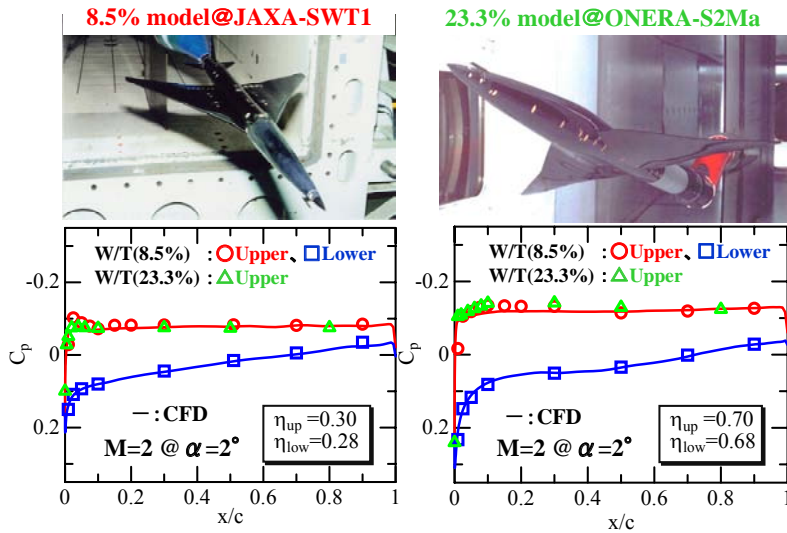 8.5% model@JAXA-SWT1
23.3% model@ONERA-S2Ma
W/T(8.5%) :○Upper、□Lower
W/T(23.3%) :△Upper
-0.2
0
0.2
Cp
—:CFD
M=2 @ α=2°
ηup =0.30
ηlow=0.28
0 0.2 0.4 0.6 0.8 1
x/c
W/T(8.5%) :○Upper、□Lower
W/T(23.3%):△Upper
-0.2
0
0.2
Cp
—:CFD
M=2 @ α=2°
ηup =0.70
ηlow=0.68
0 0.2 0.4 0.6 0.8 1
x/c